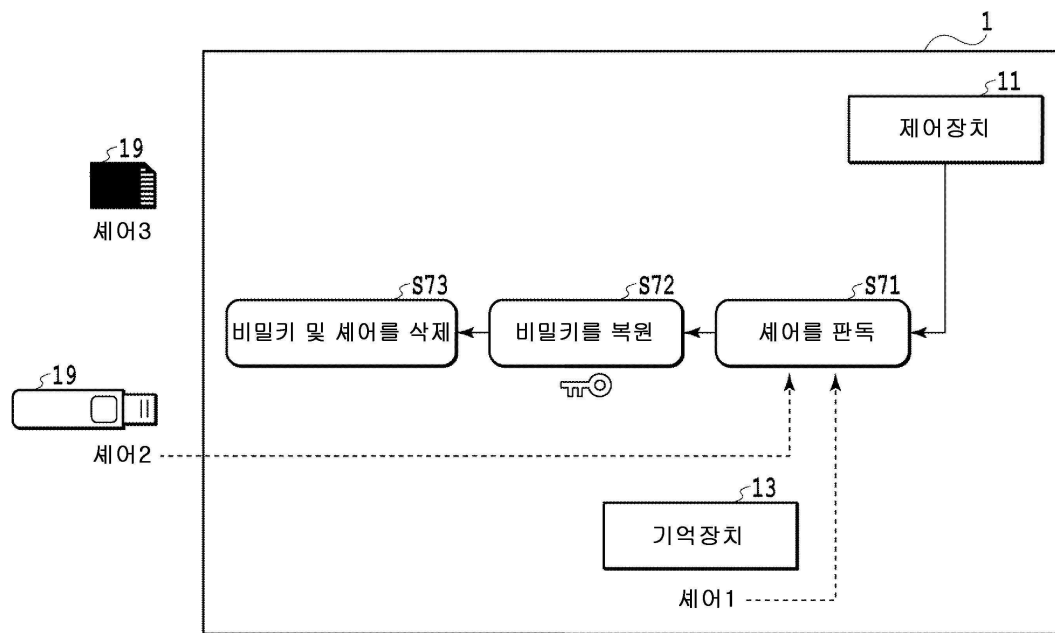 1
11
제어장치
19
셰어3
S73
S72
S71
비밀키 및 셰어를 삭제
비밀키를 복원
셰어를 판독
19
셰어2
13
기억장치
셰어1